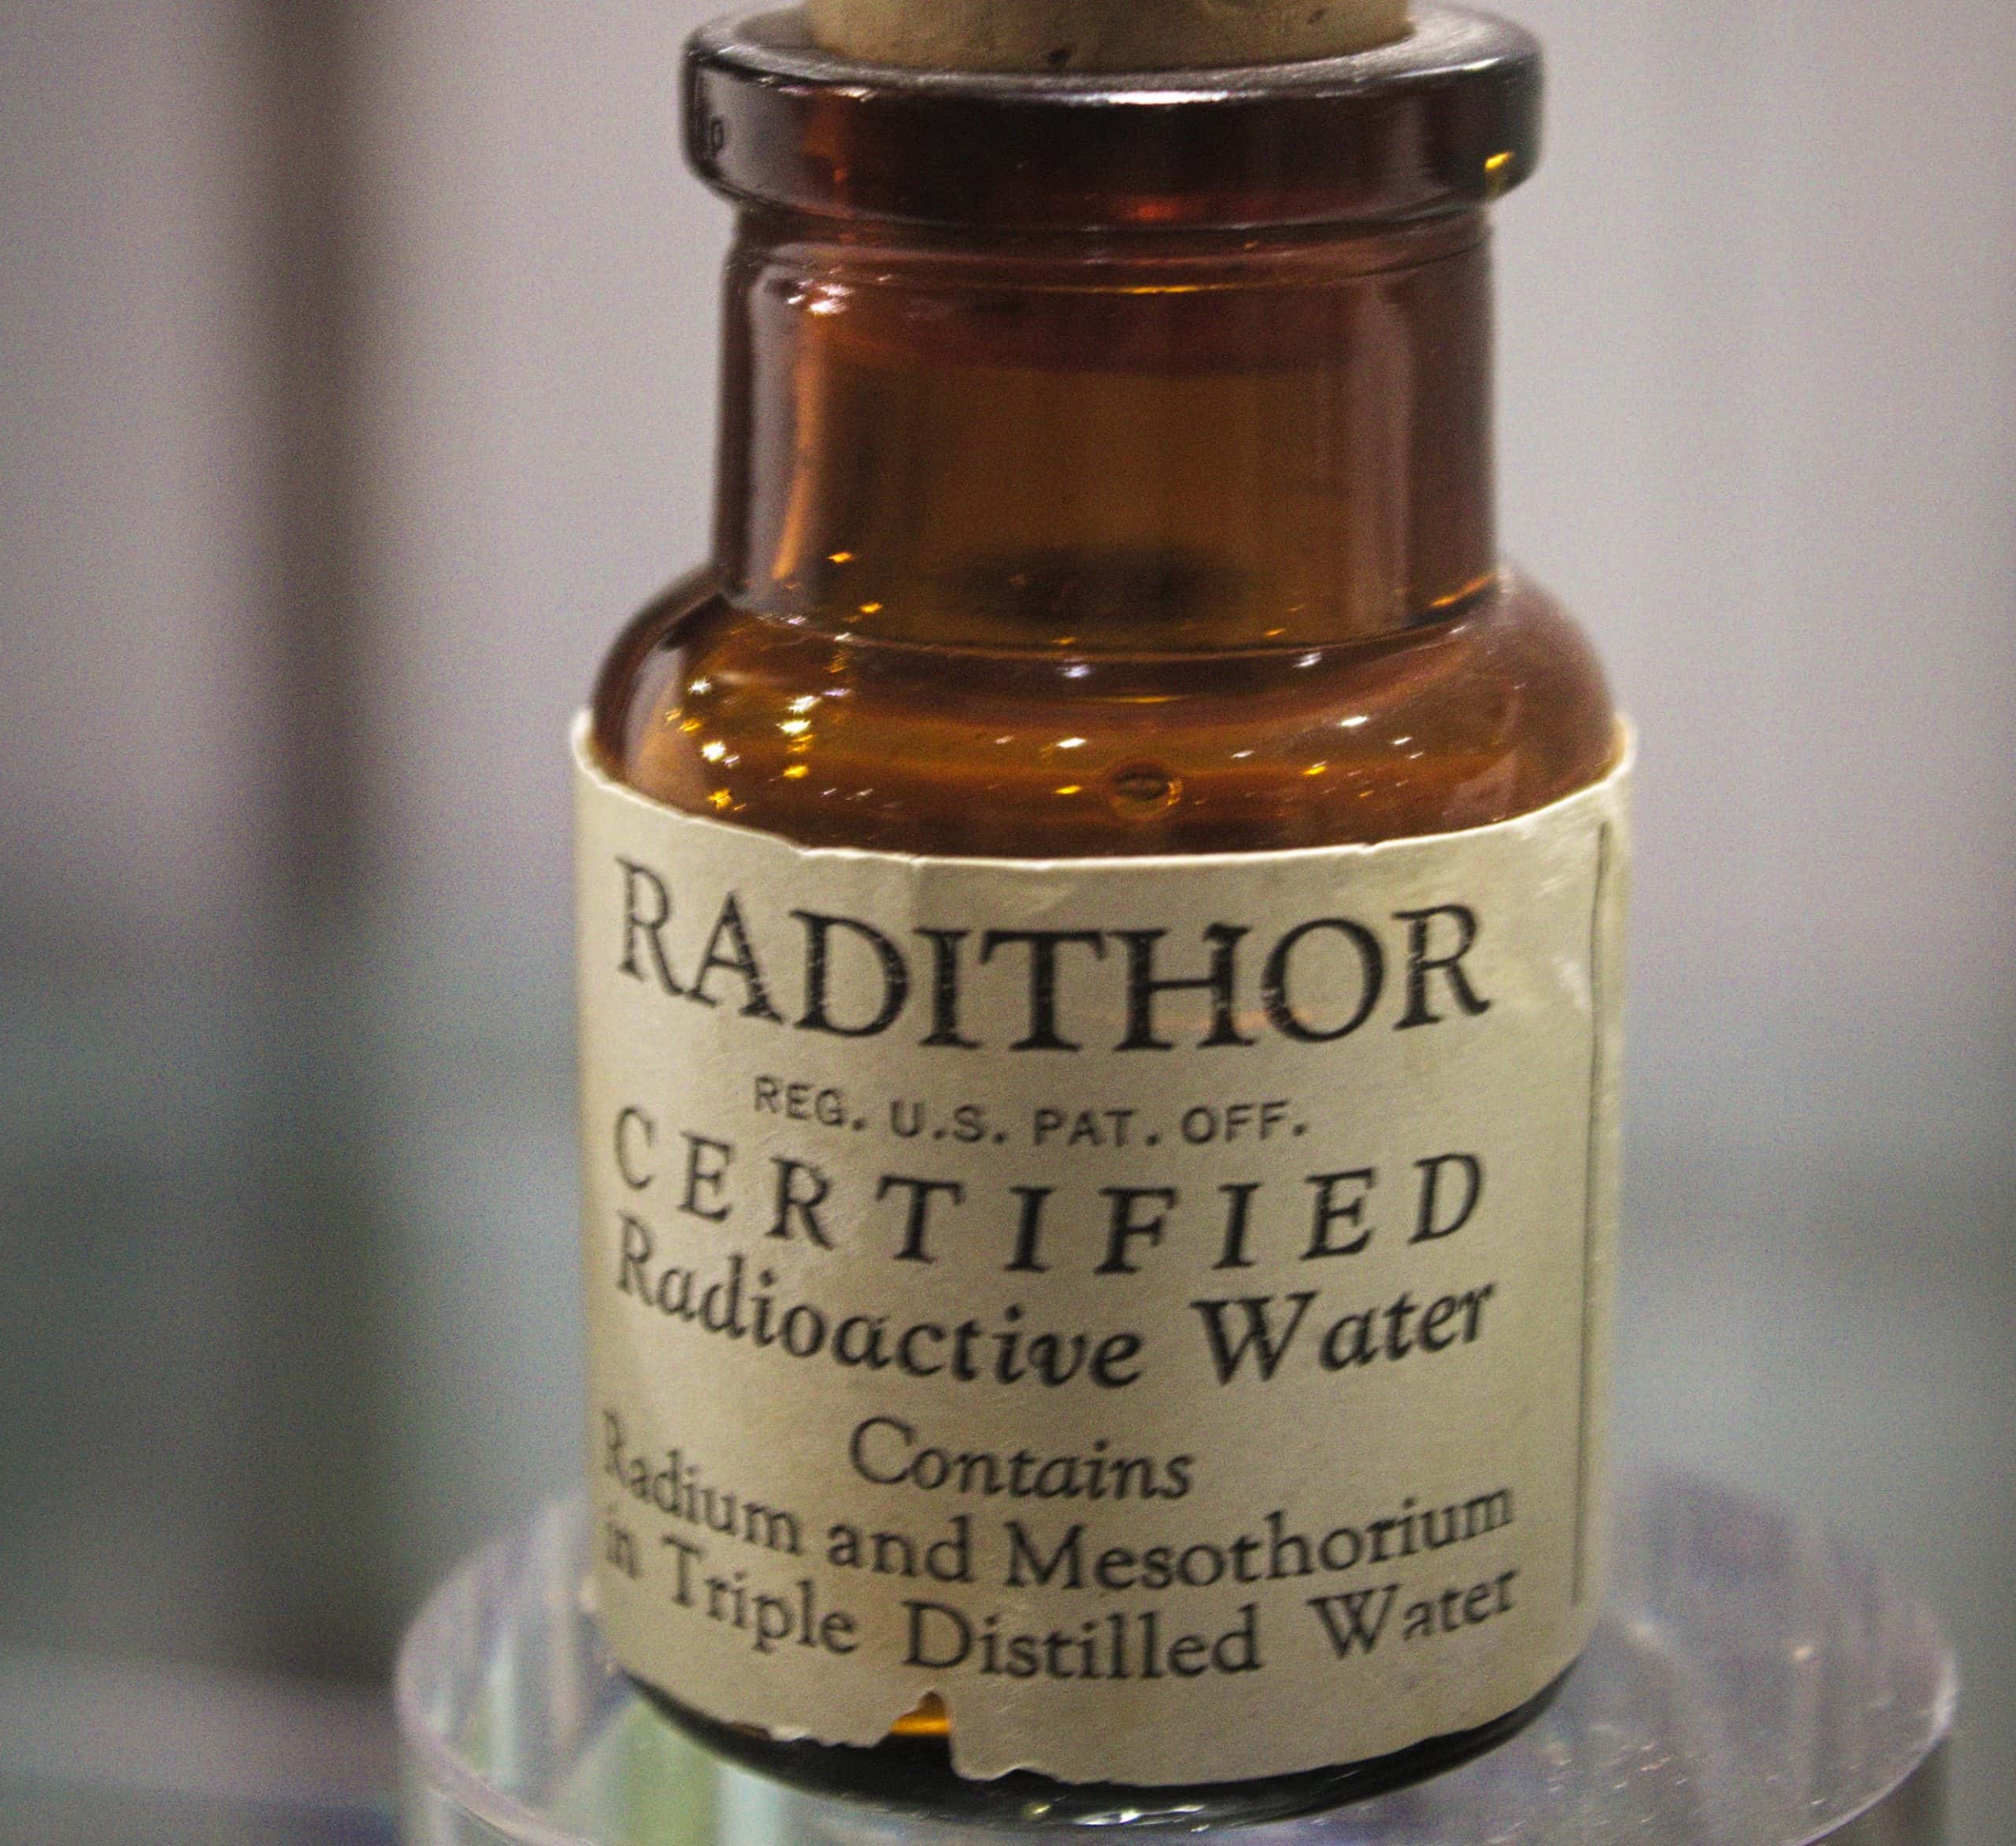 RADITHOR
REG. U.S. PAT. OFF.
CERTIFIED
Radioactive Water
Contains
Radium and Mesothorium
in Triple Distilled Water